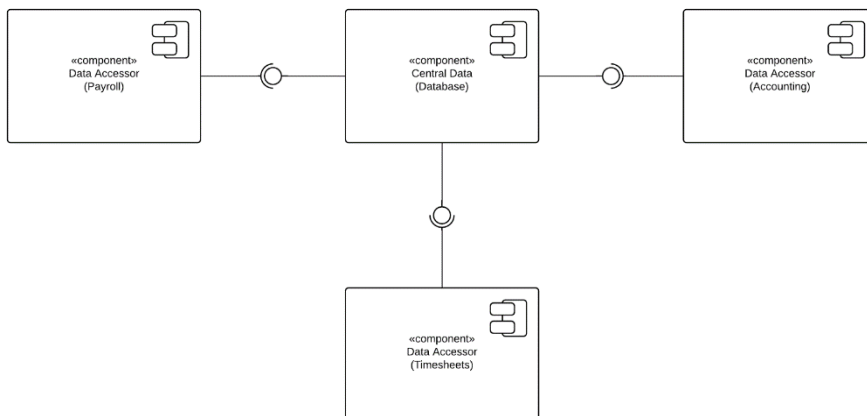 «component»
Data Accessor
(Payroll)
«component»
Central Data
(Database)
«component»
Data Accessor
(Accounting)
«component»
Data Accessor
(Timesheets)